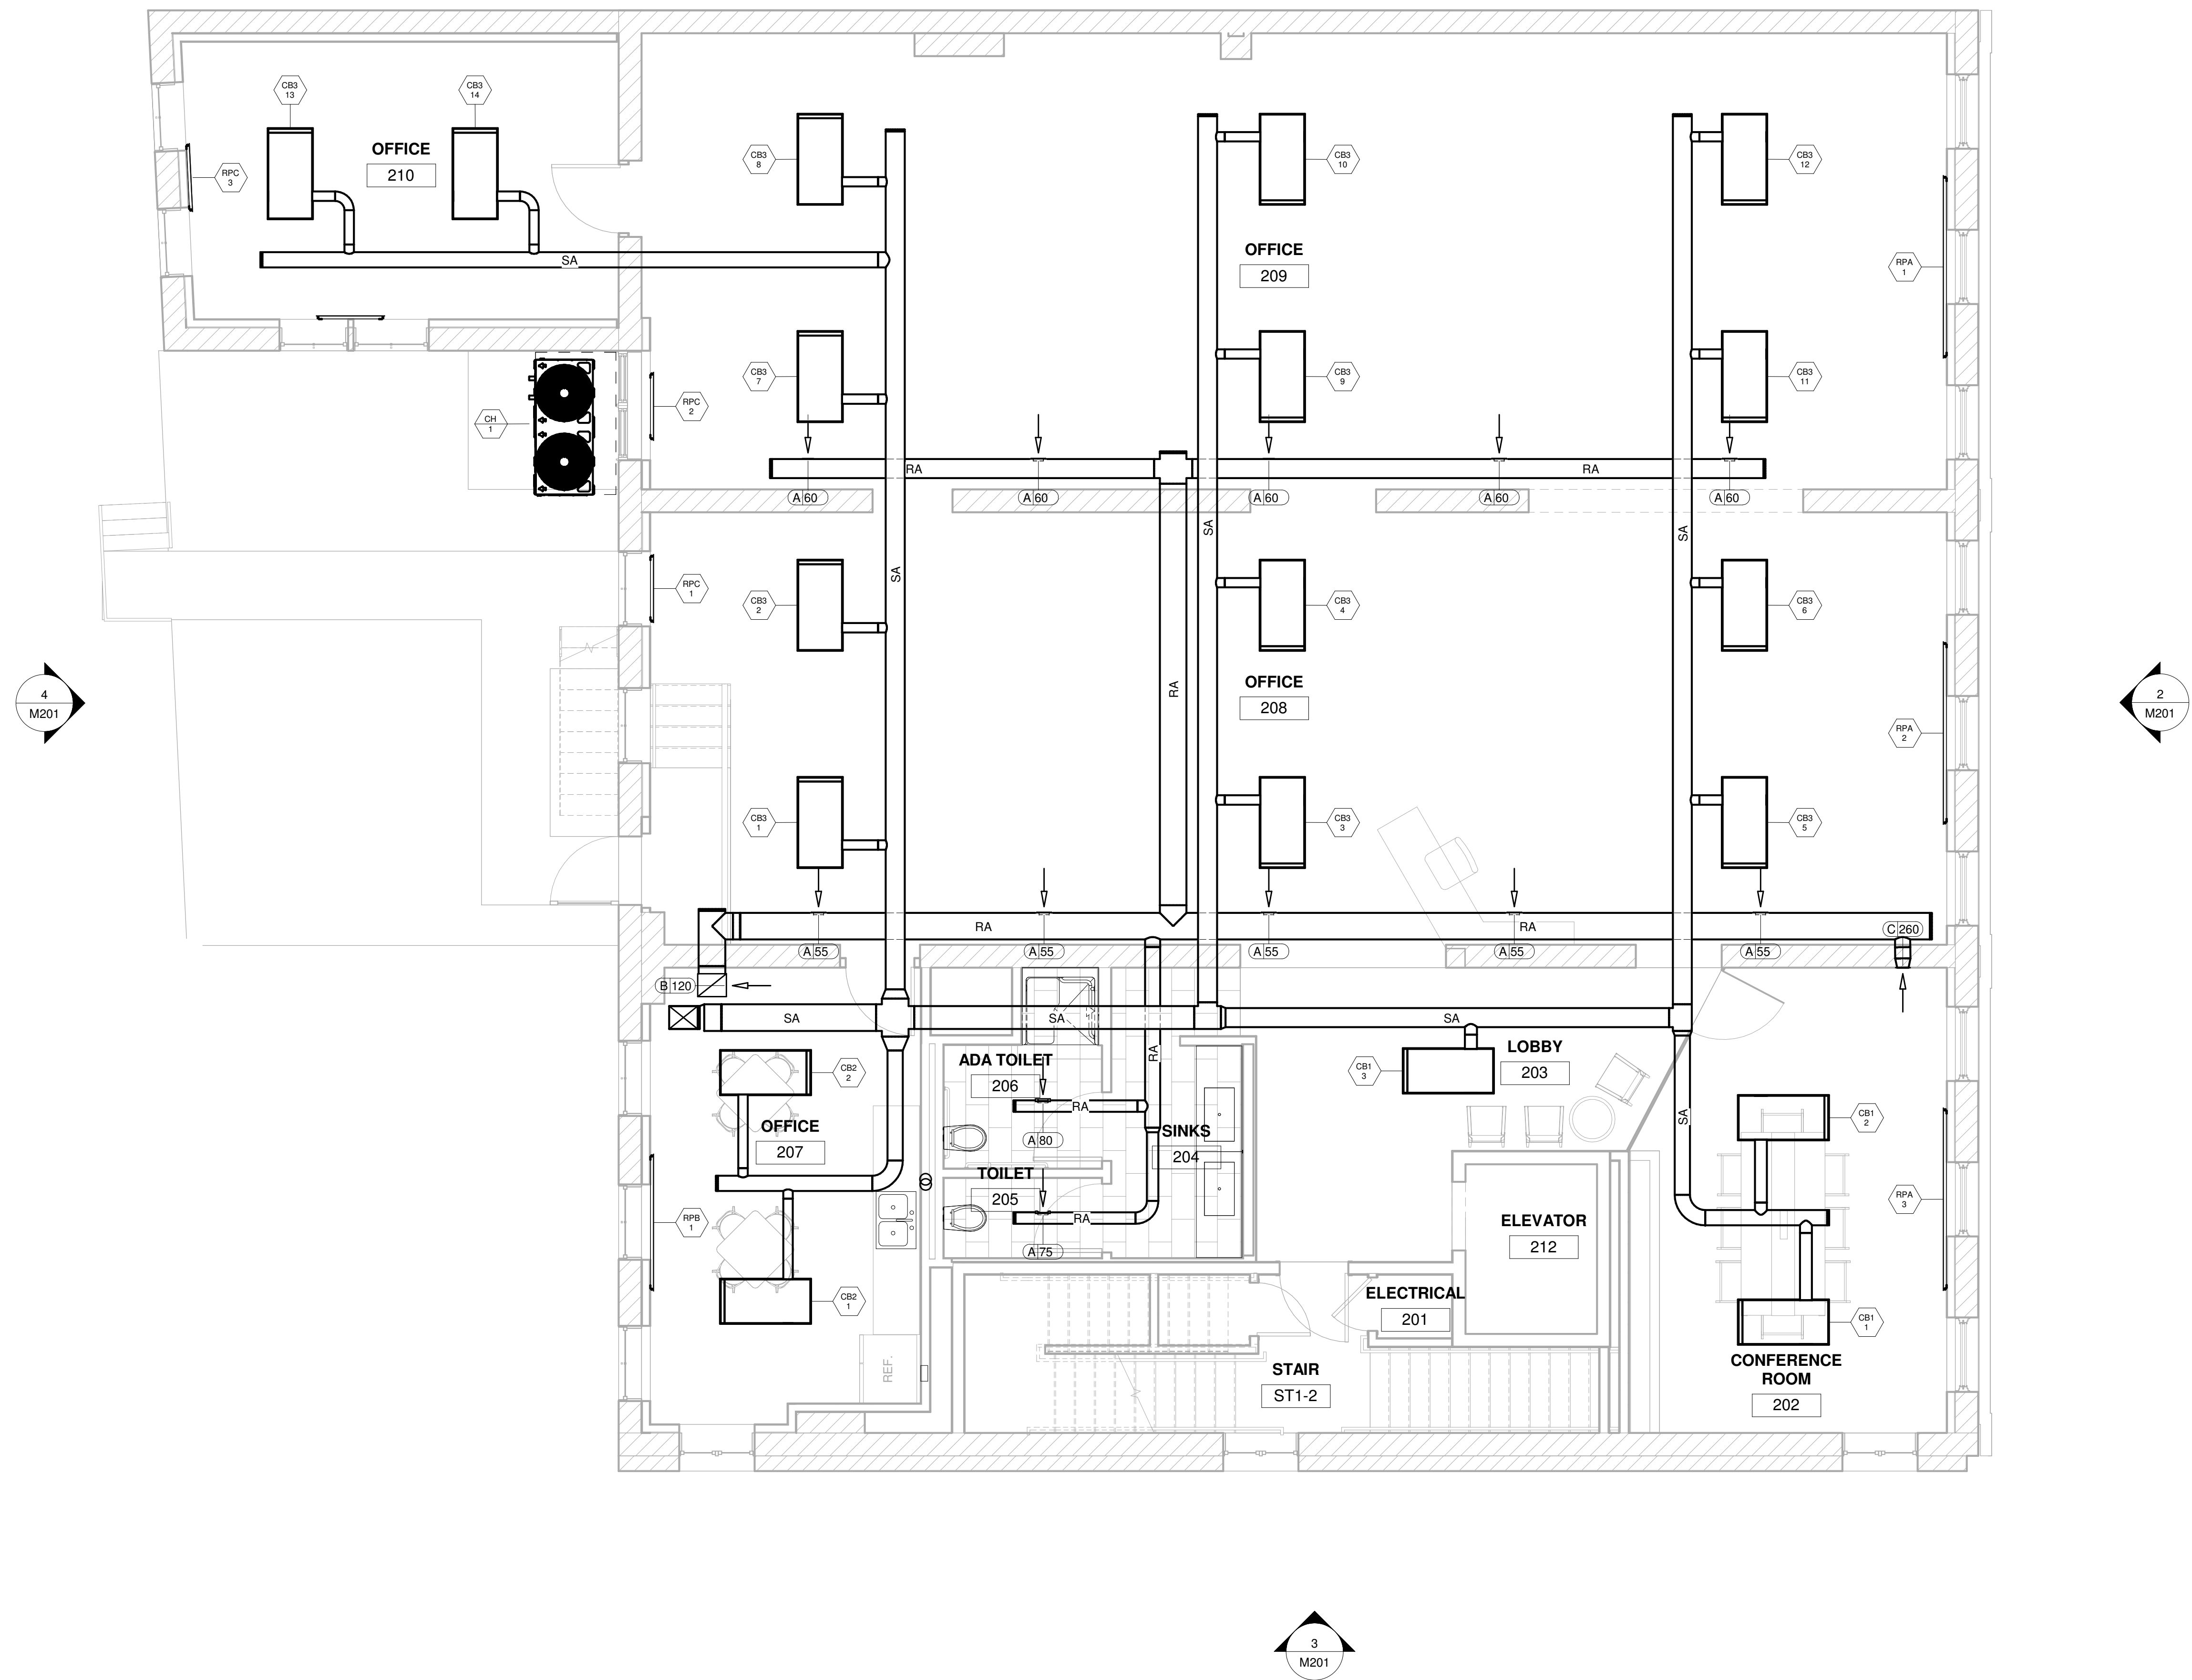 CB3
13
CB3
14
OFFICE
210
RPC
3
CB3
8
CB3
10
CB3
12
SA
OFFICE
209
RPA
1
CB3
7
CB3
9
CB3
11
RPC
2
CH
1
RA
RA
A 60
A 60
A 60
A 60
A 60
SA
SA
SA
RPC
1
CB3
2
CB3
4
CB3
6
OFFICE
208
RA
4
M201
2
M201
RPA
2
CB3
1
CB3
3
CB3
5
RA
RA
C 260
A 55
A 55
A 55
A 55
A 55
B 120
SA
SA
SA
CB2
2
ADA TOILET
206
RA
RA
A 80
CB1
3
LOBBY
203
SA
CB1
2
OFFICE
207
SINKS
204
TOILET
205
RA
A 75
RPB
1
RPA
3
ELEVATOR
212
CB2
1
ELECTRICAL
201
CB1
1
REF.
STAIR
ST1-2
CONFERENCE
ROOM
202
3
M201